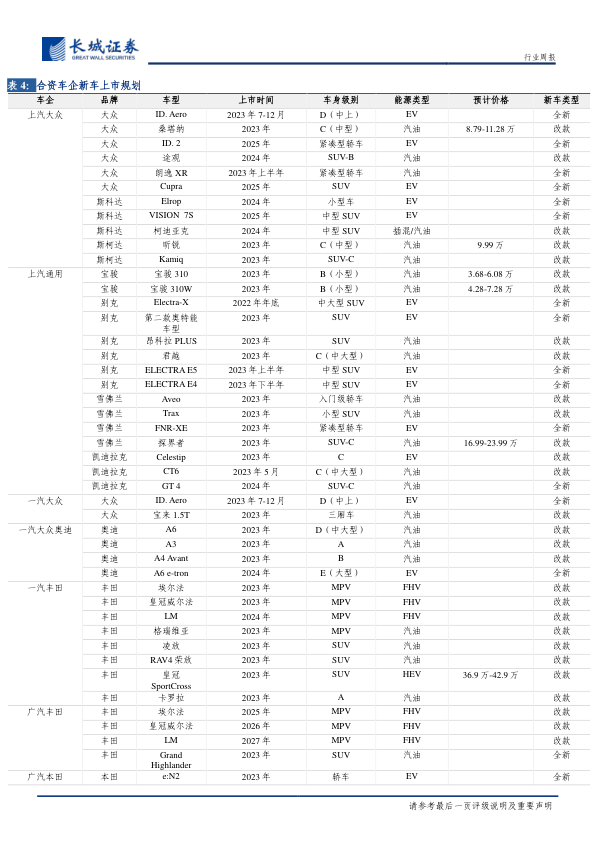 长城证券
GREAT WALL SECURITIES
行业周报
表 4: 合资车企新车上市规划
车企 品牌 车型 上市时间 车身级别 能源类型 预计价格 新车类型
上汽大众 大众 ID. Aero 2023 年 7-12 月 D（中上） EV 全新
大众 桑塔纳 2023 年 C（中型） 汽油 8.79-11.28 万 改款
大众 ID. 2 2025 年 紧凑型轿车 EV 全新
大众 途观 2024 年 SUV-B 汽油 改款
大众 朗逸 XR 2023 年上半年 紧凑型轿车 汽油 改款
大众 Cupra 2025 年 SUV EV 全新
斯科达 Elrop 2024 年 小型车 EV 全新
斯科达 VISION 7S 2025 年 中型 SUV EV 全新
斯科达 柯迪亚克 2024 年 中型 SUV 插混/汽油 改款
斯柯达 昕锐 2023 年 C（中型） 汽油 9.99 万 改款
斯柯达 Kamiq 2023 年 SUV-C 汽油 改款
上汽通用 宝骏 宝骏 310 2023 年 B（小型） 汽油 3.68-6.08 万 改款
宝骏 宝骏 310W 2023 年 B（小型） 汽油 4.28-7.28 万 改款
别克 Electra-X 2022 年年底 中大型 SUV EV 全新
别克 第二款奥特能 2023 年 SUV EV 全新
车型
别克 昂科拉 PLUS 2023 年 SUV 汽油 改款
别克 君越 2023 年 C（中大型） 汽油 改款
别克 ELECTRA E5 2023 年上半年 中型 SUV EV 全新
别克 ELECTRA E4 2023 年下半年 中型 SUV EV 全新
雪佛兰 Aveo 2023 年 入门级轿车 汽油 改款
雪佛兰 Trax 2023 年 小型 SUV 汽油 改款
雪佛兰 FNR-XE 2023 年 紧凑型轿车 EV 全新
雪佛兰 探界者 2023 年 SUV-C 汽油 16.99-23.99 万 改款
凯迪拉克 Celestip 2023 年 C EV 改款
凯迪拉克 CT6 2023 年 5 月 C（中大型） 汽油 改款
凯迪拉克 GT 4 2024 年 SUV-C 汽油 全新
一汽大众 大众 ID. Aero 2023 年 7-12 月 D（中上） EV 全新
大众 宝来 1.5T 2023 年 三厢车 汽油 改款
一汽大众奥迪 奥迪 A6 2023 年 D（中大型） 汽油 改款
奥迪 A3 2023 年 A 汽油 改款
奥迪 A4 Avant 2023 年 B 汽油 改款
奥迪 A6 e-tron 2024 年 E（大型） EV 全新
一汽丰田 丰田 埃尔法 2023 年 MPV FHV 改款
丰田 皇冠威尔法 2023 年 MPV FHV 改款
丰田 LM 2024 年 MPV FHV 改款
丰田 格瑞维亚 2023 年 MPV 汽油 改款
丰田 凌放 2023 年 SUV 汽油 改款
丰田 RAV4 荣放 2023 年 SUV 汽油 改款
丰田 皇冠 2023 年 SUV HEV 36.9 万-42.9 万 改款
SportCross
丰田 卡罗拉 2023 年 A 汽油 改款
广汽丰田 丰田 埃尔法 2025 年 MPV FHV 改款
丰田 皇冠威尔法 2026 年 MPV FHV 改款
丰田 LM 2027 年 MPV FHV 改款
丰田 Grand 2023 年 SUV 汽油 全新
Highlander
广汽本田 本田 e:N2 2023 年 轿车 EV 全新
请参考最后一页评级说明及重要声明